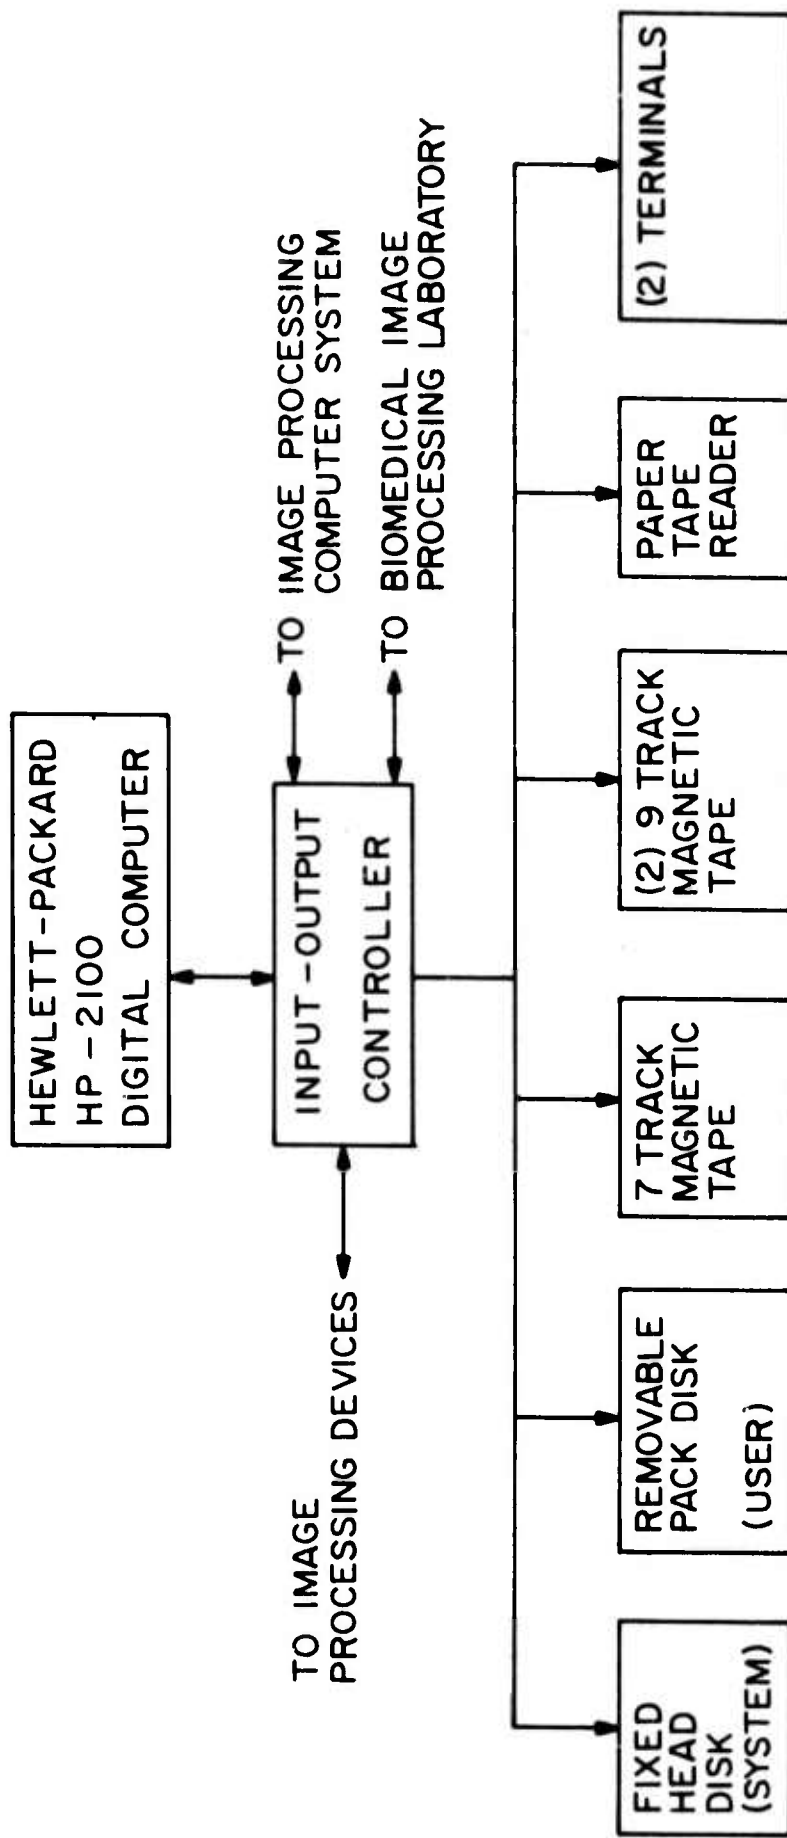 HEWLETT-PACKARD
HP-2100
DIGITAL COMPUTER
INPUT-OUTPUT
CONTROLLER
TO IMAGE
PROCESSING DEVICES
TO IMAGE PROCESSING
COMPUTER SYSTEM
TO BIOMEDICAL IMAGE
PROCESSING LABORATORY
FIXED
HEAD
DISK
(SYSTEM)
REMOVABLE
PACK DISK
(USER)
7 TRACK
MAGNETIC
TAPE
(2) 9 TRACK
MAGNETIC
TAPE
PAPER
TAPE
READER
(2) TERMINALS